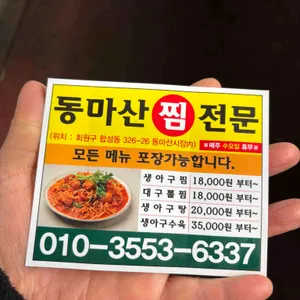 동마산 찜 전문
(위치 : 회원구 합성동 326-26 동마산시장內)
※매주 수요일 휴무※
모든 메뉴 포장가능합니다.
생아구찜 18,000원 부터~
대구뽈찜 18,000원 부터~
생아구탕 20,000원 부터~
생아구수육 35,000원 부터~
010-3553-6337